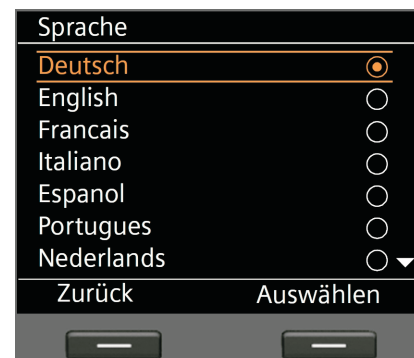 Sprache
Deutsch
English
Francais
Italiano
Espanol
Portugues
Nederlands
Zurück Auswählen